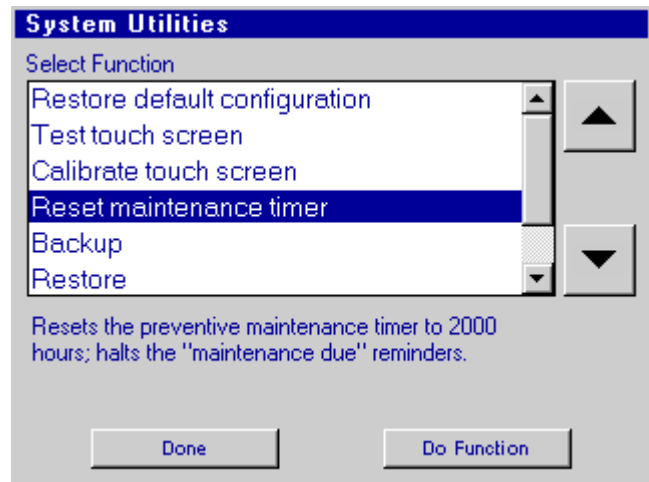 System Utilities
Select Function
Restore default configuration
Test touch screen
Calibrate touch screen
Reset maintenance timer
Backup
Restore
Resets the preventive maintenance timer to 2000
hours; halts the "maintenance due" reminders.
Done
Do Function